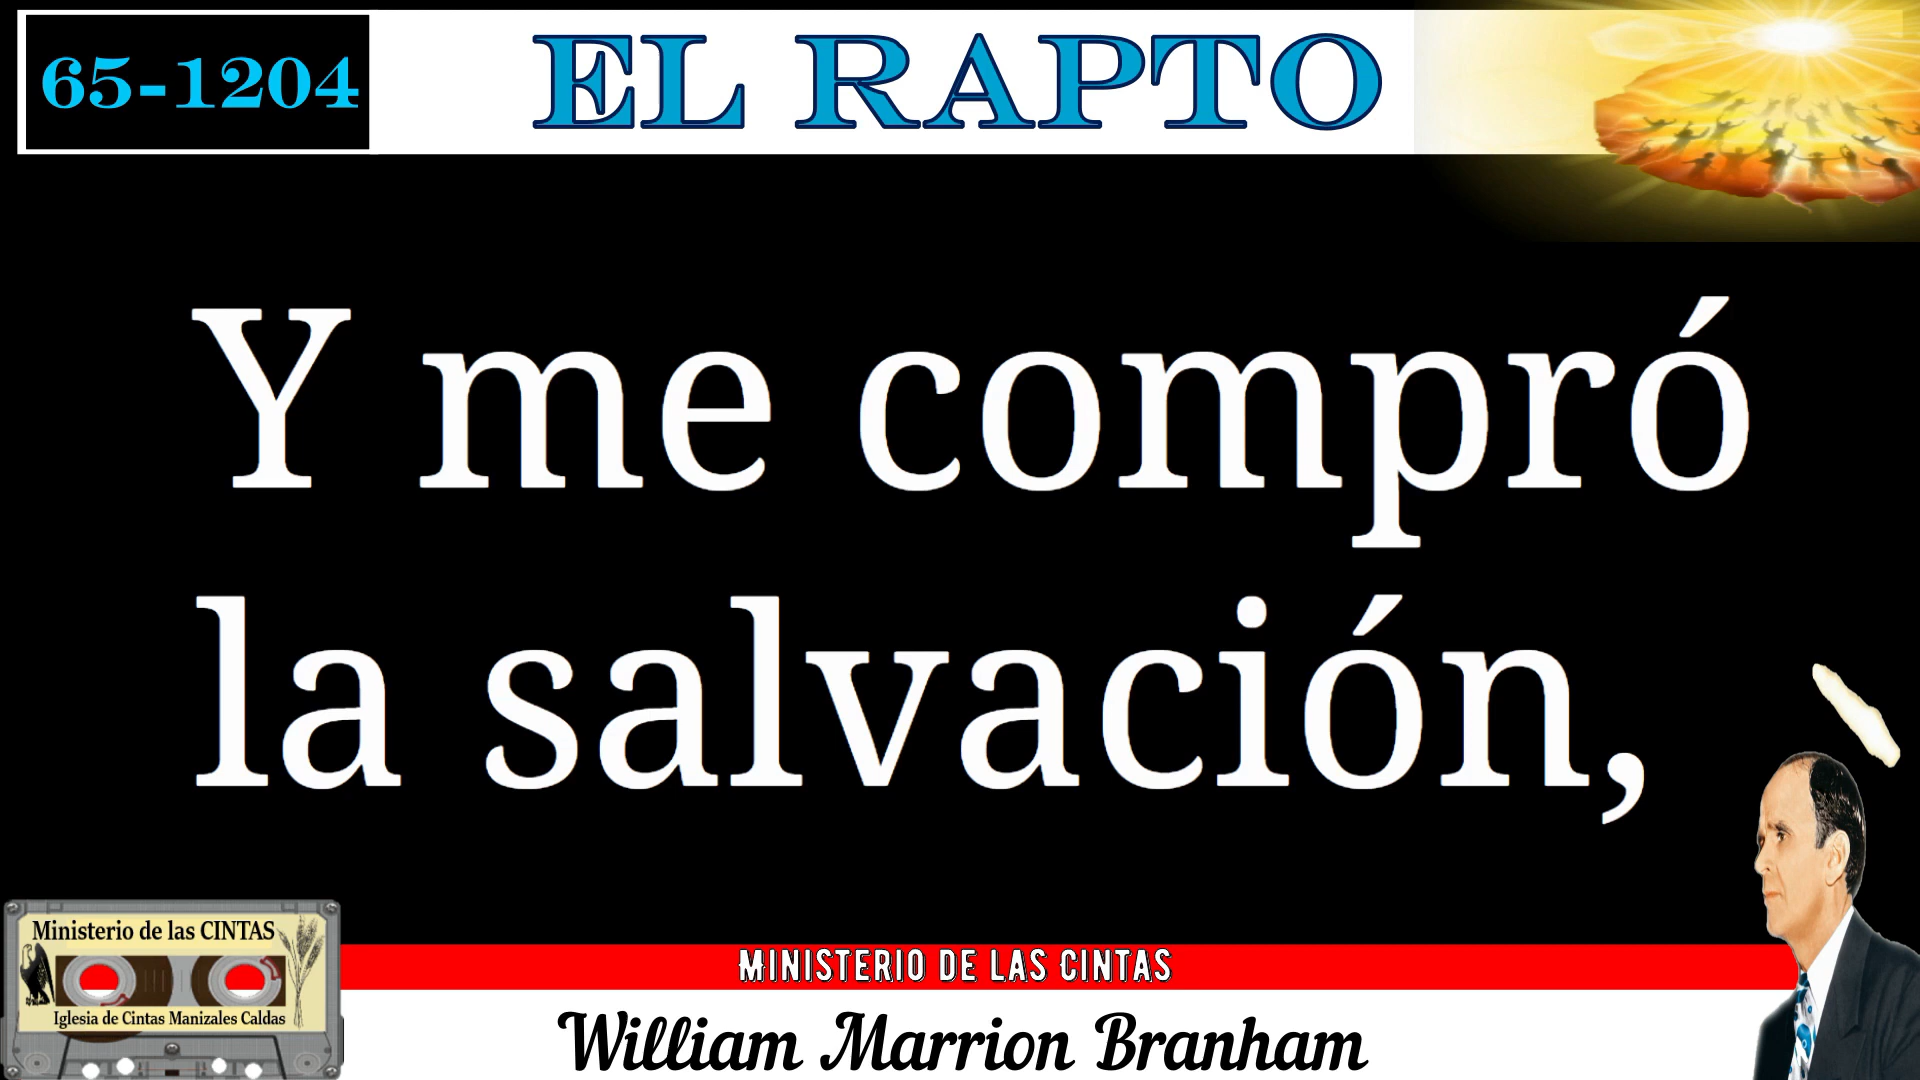 65-1204
EL RAPTO
Y me compró
la salvación,
Ministerio de las CINTAS
Iglesia de Cintas Manizales Caldas
MINISTERIO DE LAS CINTAS
William Marrion Branham